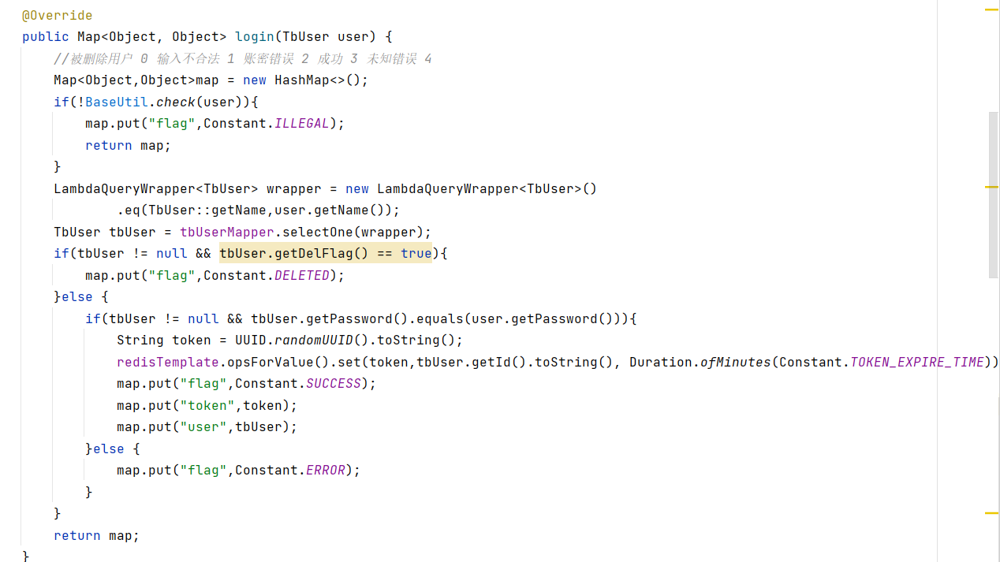 @Override
public Map<Object, Object> login(TbUser user) {
    //被删除用户 0 输入不合法 1 账密错误 2 成功 3 未知错误 4
    Map<Object,Object>map = new HashMap<>();
    if(!BaseUtil.check(user)){
        map.put("flag",Constant.ILLEGAL);
        return map;
    }
    LambdaQueryWrapper<TbUser> wrapper = new LambdaQueryWrapper<TbUser>()
            .eq(TbUser::getName,user.getName());
    TbUser tbUser = tbUserMapper.selectOne(wrapper);
    if(tbUser != null && tbUser.getDelFlag() == true){
        map.put("flag",Constant.DELETED);
    }else {
        if(tbUser != null && tbUser.getPassword().equals(user.getPassword())){
            String token = UUID.randomUUID().toString();
            redisTemplate.opsForValue().set(token,tbUser.getId().toString(), Duration.ofMinutes(Constant.TOKEN_EXPIRE_TIME))
            map.put("flag",Constant.SUCCESS);
            map.put("token",token);
            map.put("user",tbUser);
        }else {
            map.put("flag",Constant.ERROR);
        }
    }
    return map;
}